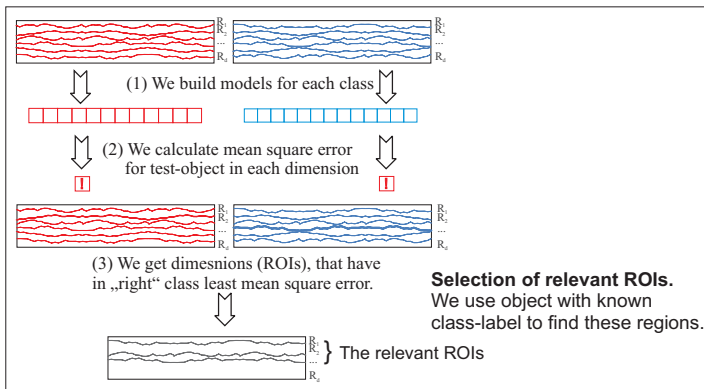 R1
R2
...
Rd
R1
R2
...
Rd
(1) We build models for each class
(2) We calculate mean square error
for test-object in each dimension
!
!
R1
R2
...
Rd
R1
R2
...
Rd
(3) We get dimesnions (ROIs), that have
in „right“ class least mean square error.
Selection of relevant ROIs.
We use object with known
class-label to find these regions.
R1
R2
...
Rd
} The relevant ROIs